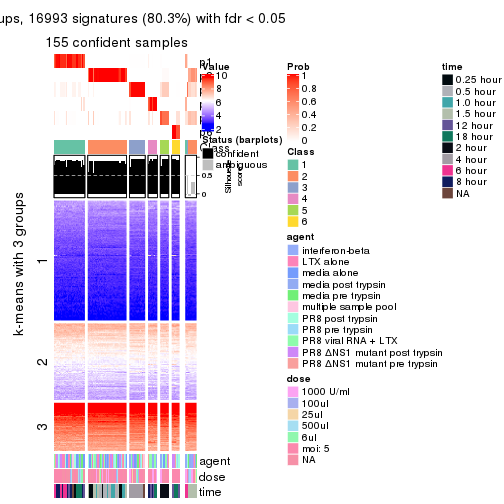 ups, 16993 signatures (80.3%) with fdr < 0.05
155 confident samples
k-means with 3 groups
1
2
3
agent
dose
time
0.5
0
Value
10
8
6
4
2
Status (barplots)
confident
ambiguous
Prob
1
0.8
0.6
0.4
0.2
0
Class
1
2
3
4
5
6
agent
interferon-beta
LTX alone
media alone
media post trypsin
media pre trypsin
multiple sample pool
PR8 post trypsin
PR8 pre trypsin
PR8 viral RNA + LTX
PR8 ΔNS1 mutant post trypsin
PR8 ΔNS1 mutant pre trypsin
dose
1000 U/ml
100ul
25ul
500ul
6ul
moi: 5
NA
time
0.25 hour
0.5 hour
1.0 hour
1.5 hour
12 hour
18 hour
2 hour
4 hour
6 hour
8 hour
NA